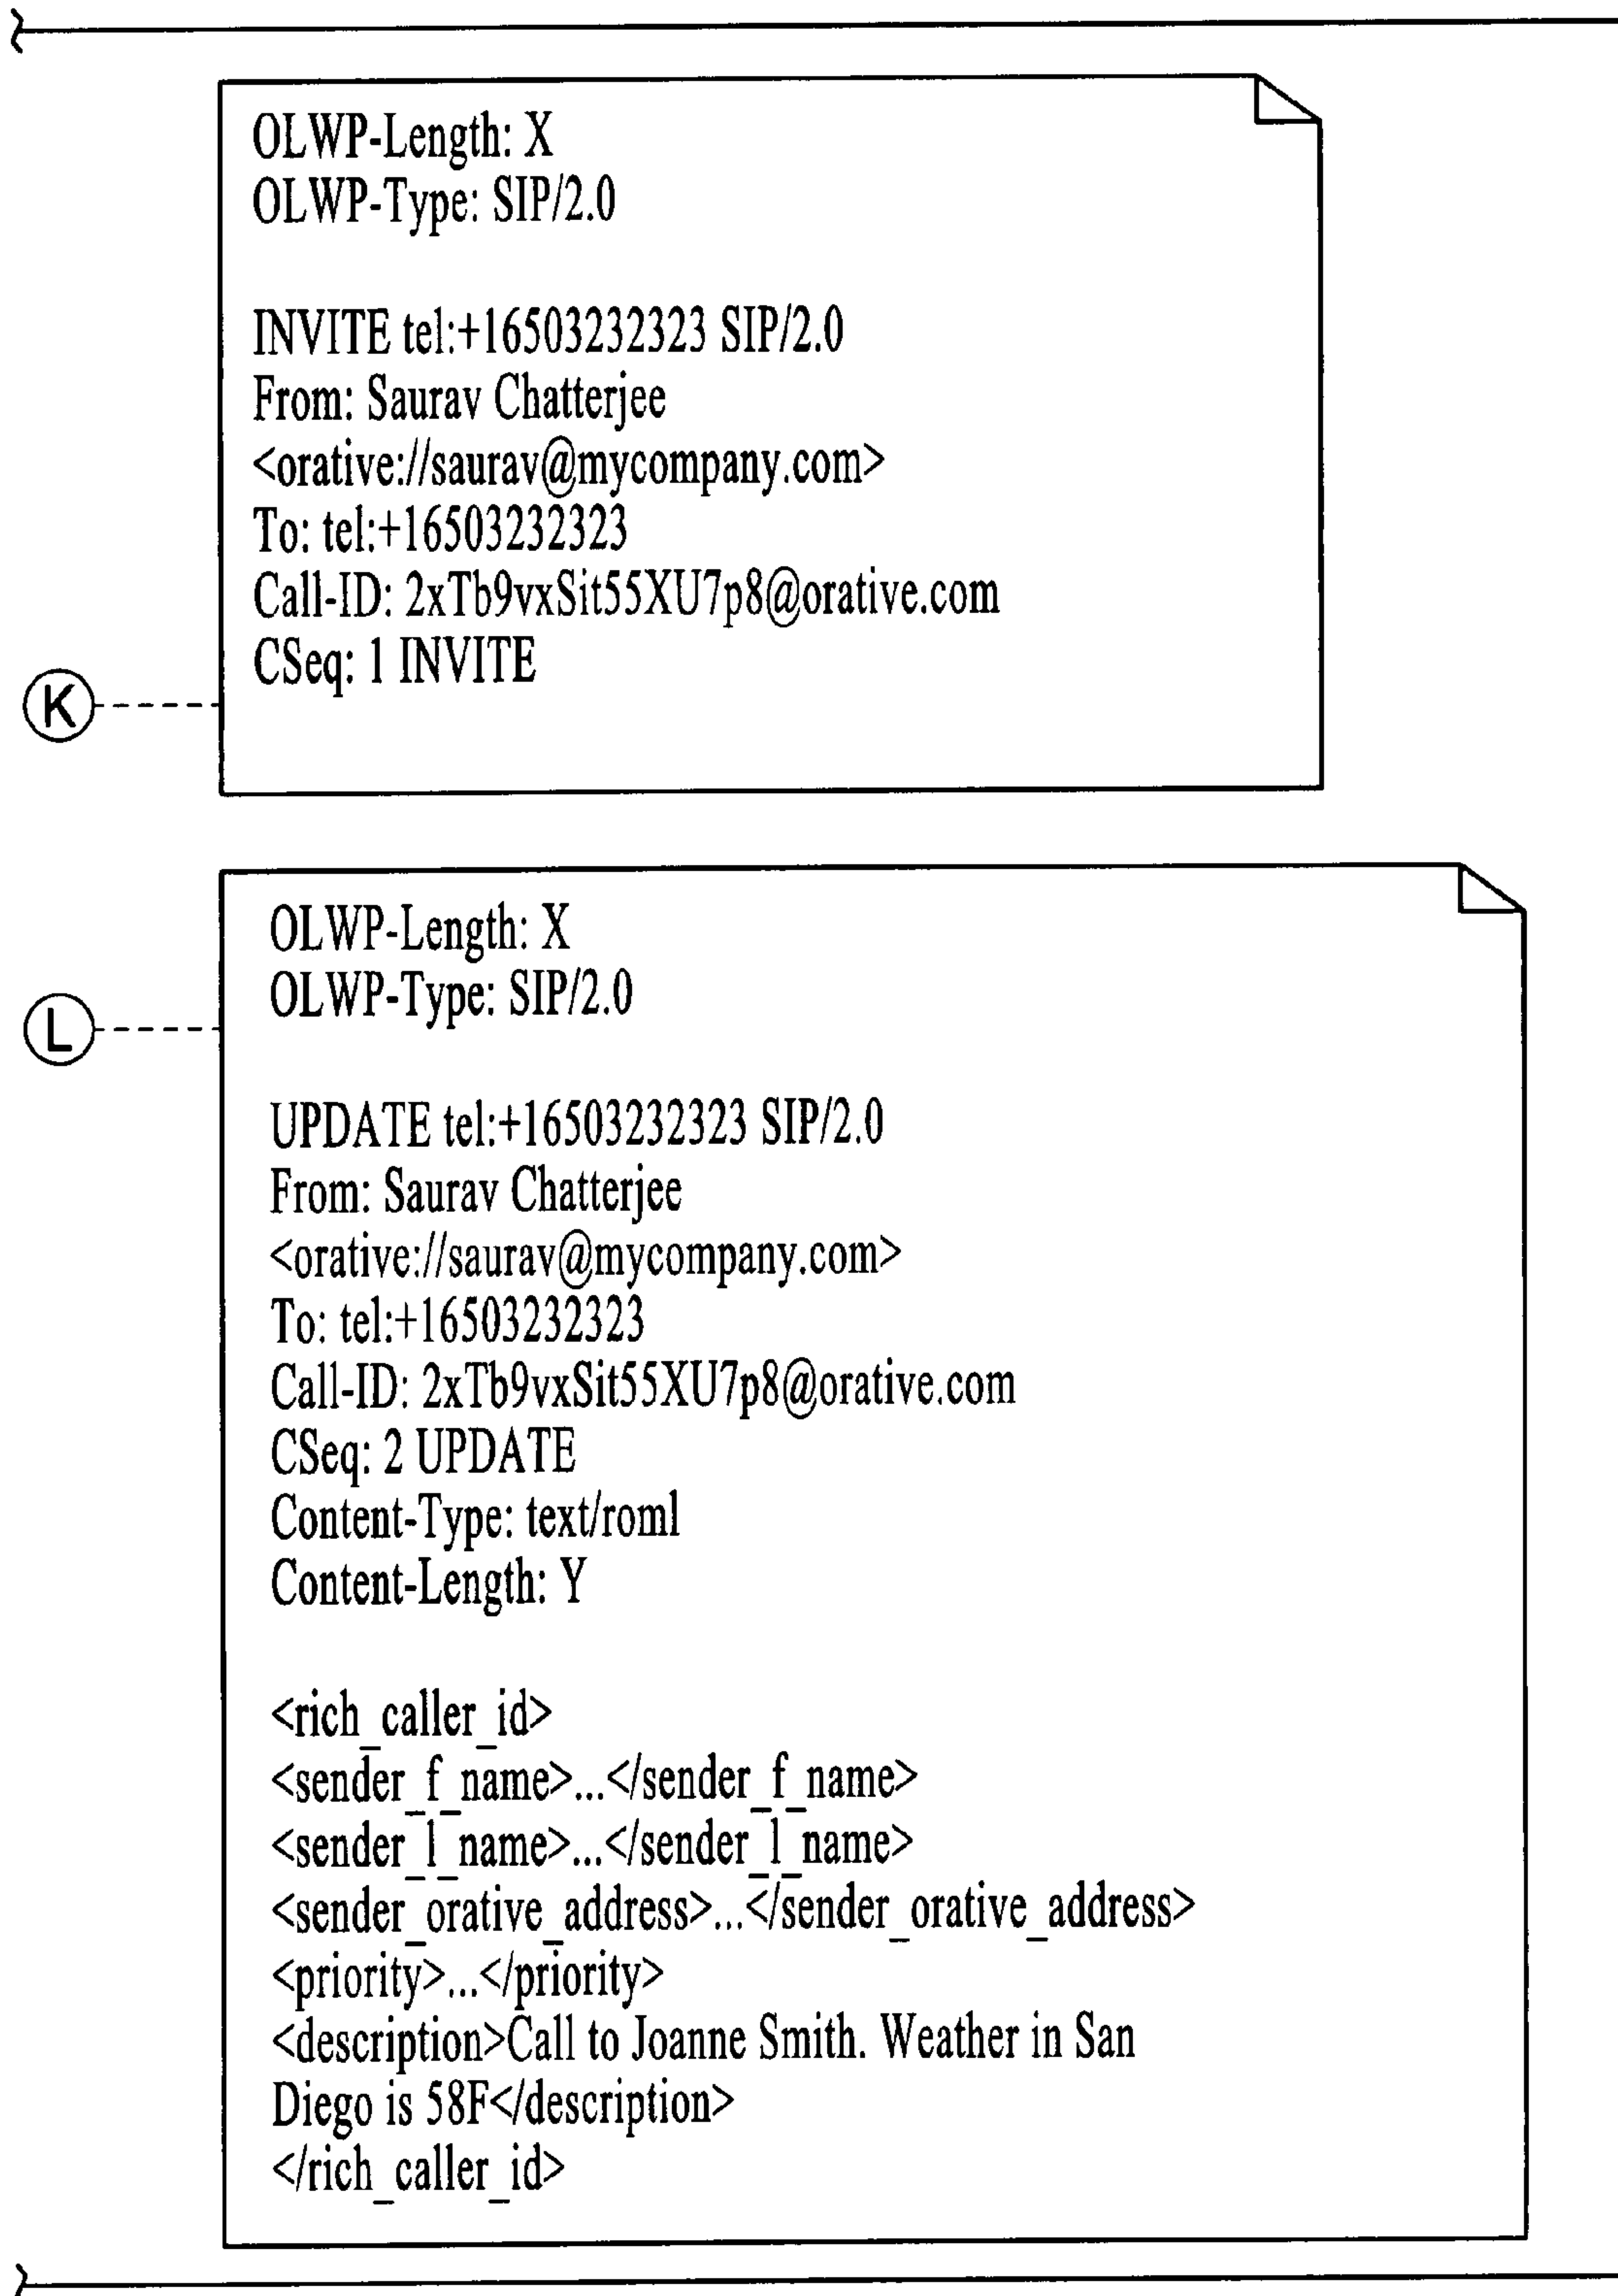 OLWP-Length: X
OLWP-Type: SIP/2.0
INVITE tel:+16503232323 SIP/2.0
From: Saurav Chatterjee
<orative://saurav@mycompany.com>
To: tel:+16503232323
Call-ID: 2xTb9vxSit55XU7p8@orative.com
CSeq: 1 INVITE
K
OLWP-Length: X
OLWP-Type: SIP/2.0
L
UPDATE tel:+16503232323 SIP/2.0
From: Saurav Chatterjee
<orative://saurav@mycompany.com>
To: tel:+16503232323
Call-ID: 2xTb9vxSit55XU7p8@orative.com
CSeq: 2 UPDATE
Content-Type: text/roml
Content-Length: Y
<rich_caller_id>
<sender_f_name>...</sender_f_name>
<sender_l_name>...</sender_l_name>
<sender_orative_address>...</sender_orative_address>
<priority>...</priority>
<description>Call to Joanne Smith. Weather in San
Diego is 58F</description>
</rich_caller_id>